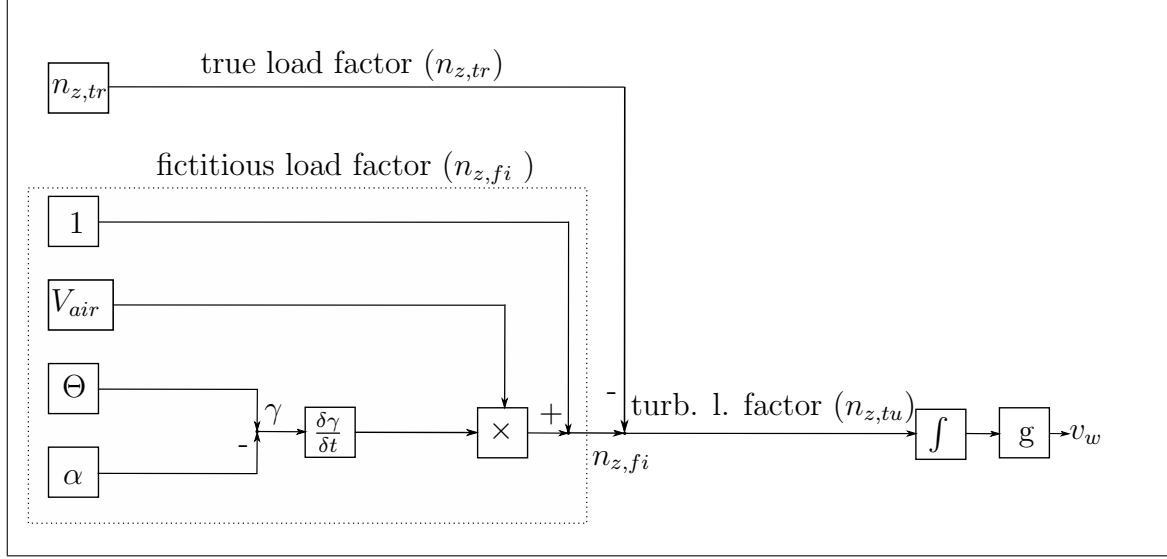 true load factor (n_{z,tr})
n_{z,tr}
fictitious load factor (n_{z,fi} )
1
V_{air}
Θ
α
-
γ
δγ
δt
×
+
-
n_{z,fi}
turb. l. factor (n_{z,tu})
∫
g
v_w